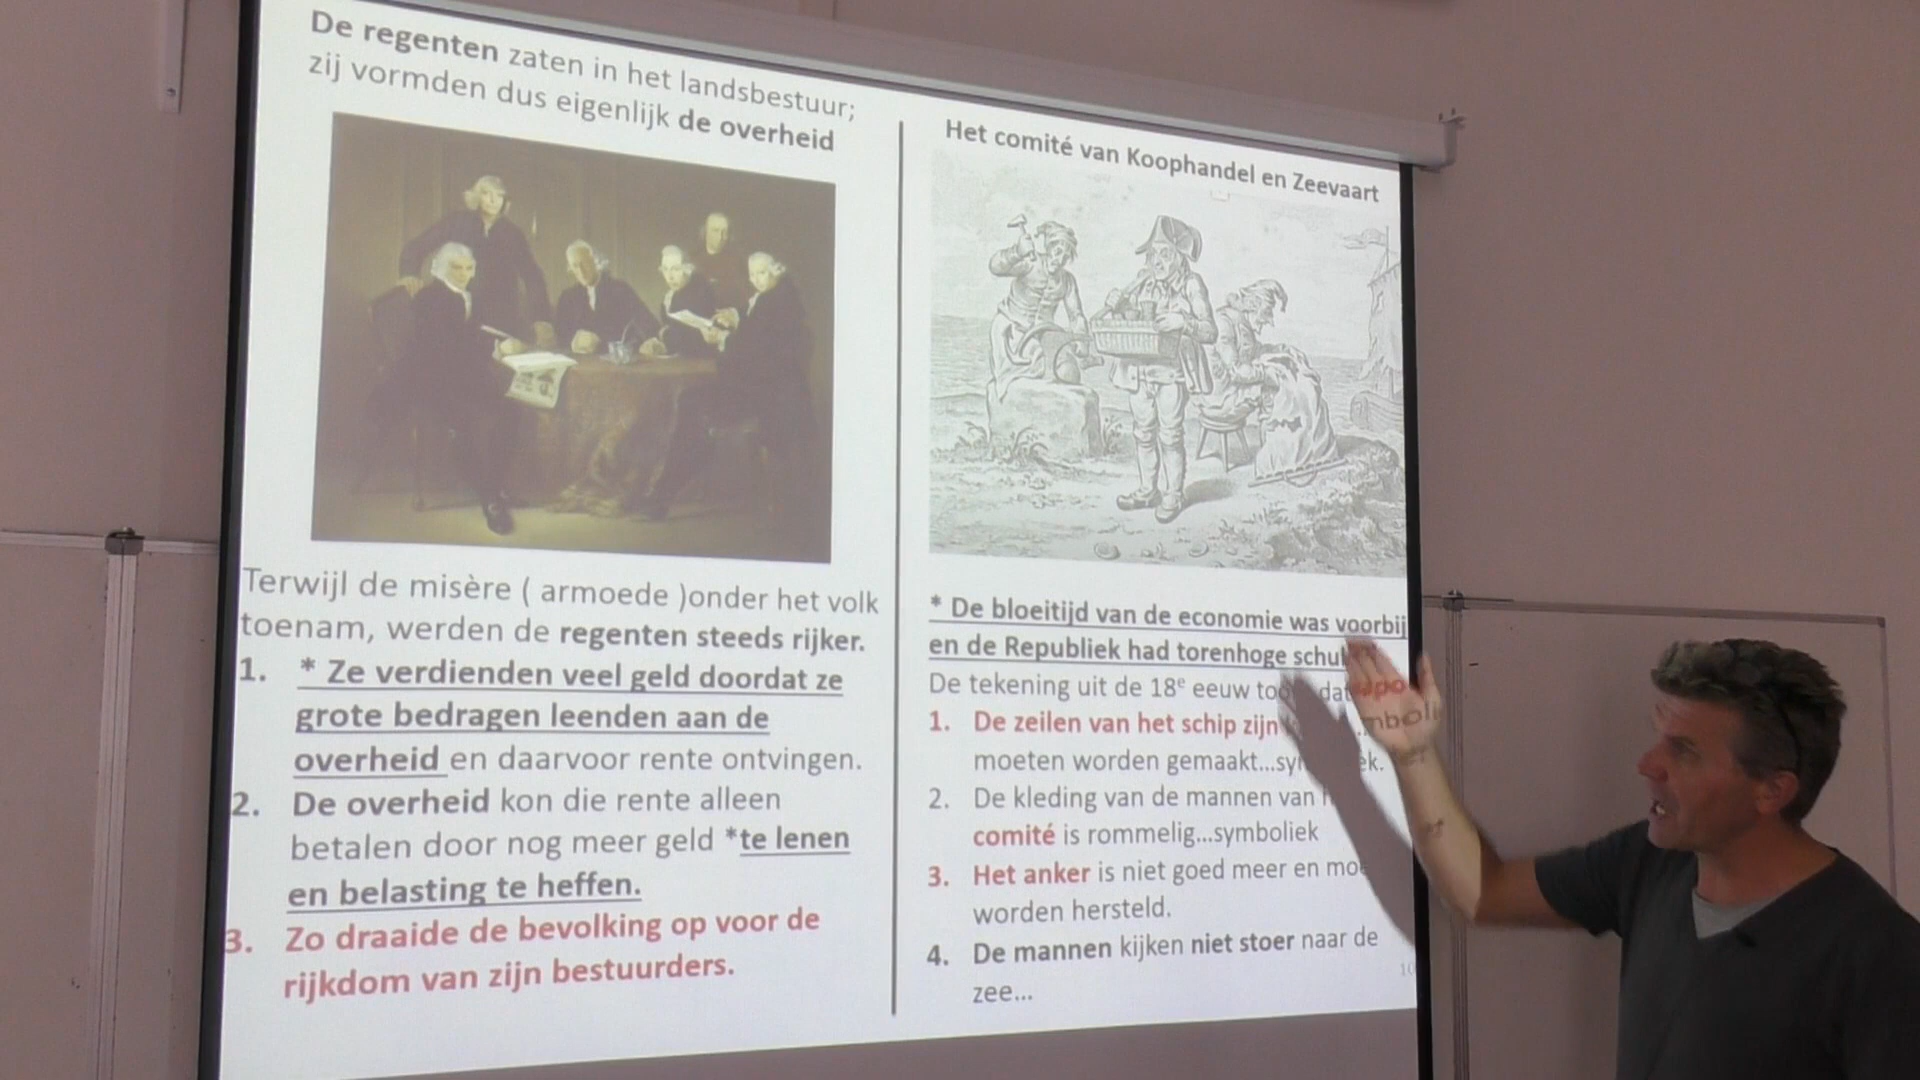 De regenten zaten in het landsbestuur;
zij vormden dus eigenlijk de overheid
Terwijl de misère ( armoede )onder het volk
toenam, werden de regenten steeds rijker.
1. * Ze verdienden veel geld doordat ze
grote bedragen leenden aan de
overheid en daarvoor rente ontvingen.
2. De overheid kon die rente alleen
betalen door nog meer geld *te lenen
en belasting te heffen.
3. Zo draaide de bevolking op voor de
rijkdom van zijn bestuurders.
Het comité van Koophandel en Zeevaart
* De bloeitijd van de economie was voorbij
en de Republiek had torenhoge
De tekening uit de 18e eeuw
1. De zeilen van het schip zijn
moeten worden gemaakt...
2. De kleding van de mannen van
comité is rommelig...symboliek
3. Het anker is niet goed meer en
worden hersteld.
4. De mannen kijken niet stoer naar de
zee...
10